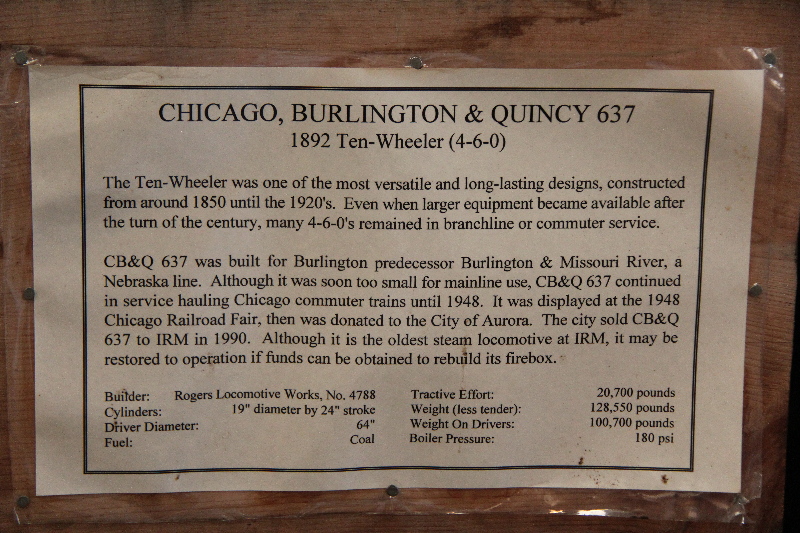 CHICAGO, BURLINGTON & QUINCY 637
1892 Ten-Wheeler (4-6-0)
The Ten-Wheeler was one of the most versatile and long-lasting designs, constructed
from around 1850 until the 1920's. Even when larger equipment became available after
the turn of the century, many 4-6-0's remained in branchline or commuter service.
CB&Q 637 was built for Burlington predecessor Burlington & Missouri River, a
Nebraska line. Although it was soon too small for mainline use, CB&Q 637 continued
in service hauling Chicago commuter trains until 1948. It was displayed at the 1948
Chicago Railroad Fair, then was donated to the City of Aurora. The city sold CB&Q
637 to IRM in 1990. Although it is the oldest steam locomotive at IRM, it may be
restored to operation if funds can be obtained to rebuild its firebox.
Builder: Rogers Locomotive Works, No. 4788
Cylinders: 19" diameter by 24" stroke
Driver Diameter: 64"
Fuel: Coal
Tractive Effort: 20,700 pounds
Weight (less tender): 128,550 pounds
Weight On Drivers: 100,700 pounds
Boiler Pressure: 180 psi